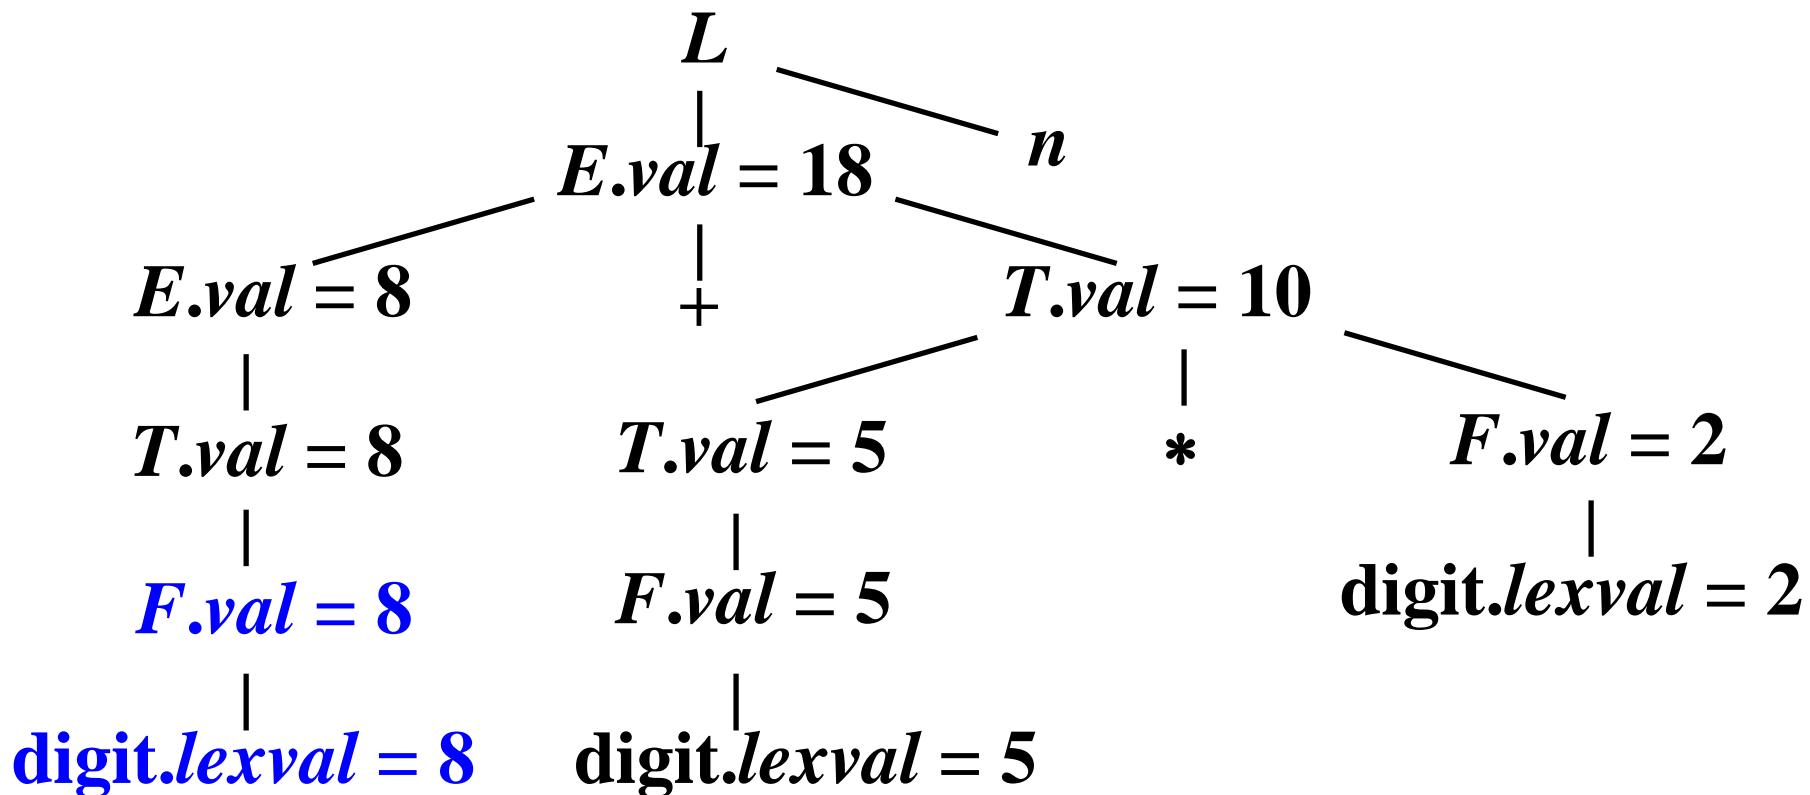 L
n
E.val = 18
E.val = 8 + T.val = 10
T.val = 8 T.val = 5 * F.val = 2
F.val = 8 F.val = 5 digit.lexval = 2
digit.lexval = 8 digit.lexval = 5